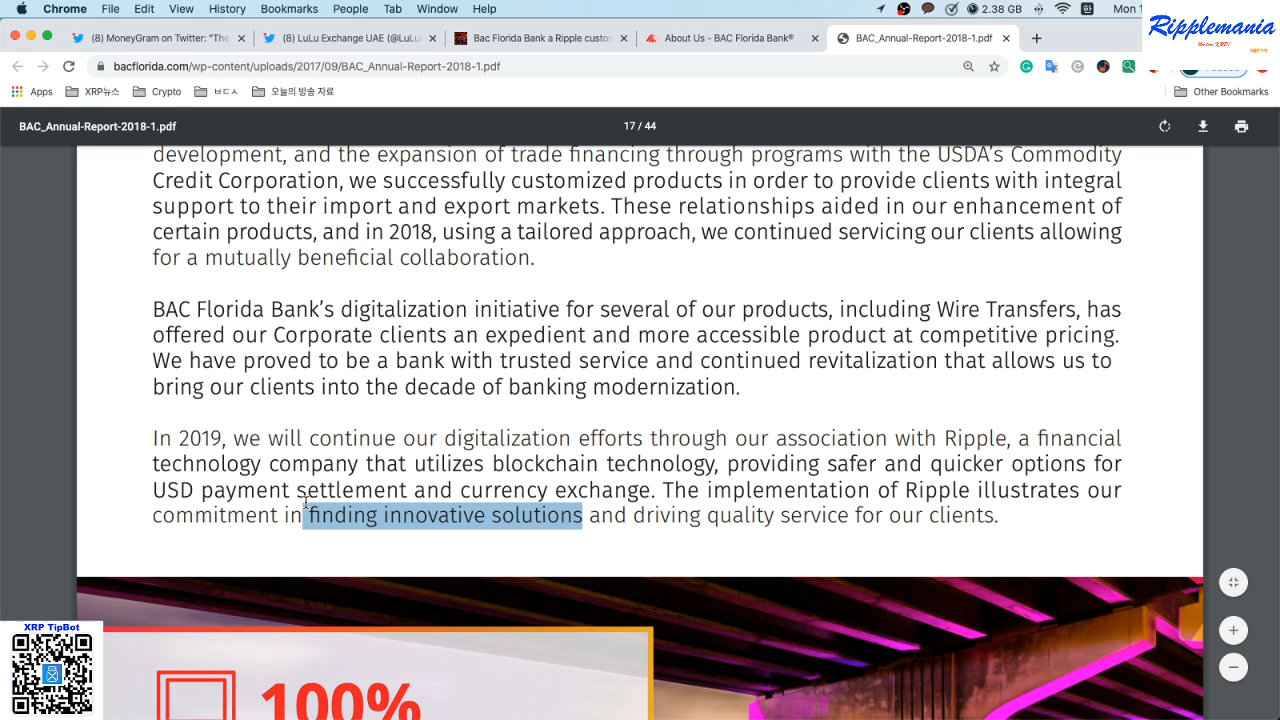 Chrome File Edit View History Bookmarks People Tab Window Help 2.38 GB 한 Mon 1
Ripplemania
(8) MoneyGram on Twitter: "The
(8) LuLu Exchange UAE (@LuLu
Bac Florida Bank a Ripple custon
About Us - BAC Florida Bank®
BAC_Annual-Report-2018-1.pdf
bacflorida.com/wp-content/uploads/2017/09/BAC_Annual-Report-2018-1.pdf
Apps XRP뉴스 Crypto ㅂㄷㅅ 오늘의 방송 자료 Other Bookmarks
BAC_Annual-Report-2018-1.pdf 17 / 44
development, and the expansion of trade financing through programs with the USDA's Commodity
Credit Corporation, we successfully customized products in order to provide clients with integral
support to their import and export markets. These relationships aided in our enhancement of
certain products, and in 2018, using a tailored approach, we continued servicing our clients allowing
for a mutually beneficial collaboration.
BAC Florida Bank's digitalization initiative for several of our products, including Wire Transfers, has
offered our Corporate clients an expedient and more accessible product at competitive pricing.
We have proved to be a bank with trusted service and continued revitalization that allows us to
bring our clients into the decade of banking modernization.
In 2019, we will continue our digitalization efforts through our association with Ripple, a financial
technology company that utilizes blockchain technology, providing safer and quicker options for
USD payment settlement and currency exchange. The implementation of Ripple illustrates our
commitment in finding innovative solutions and driving quality service for our clients.
XRP TipBot
100%